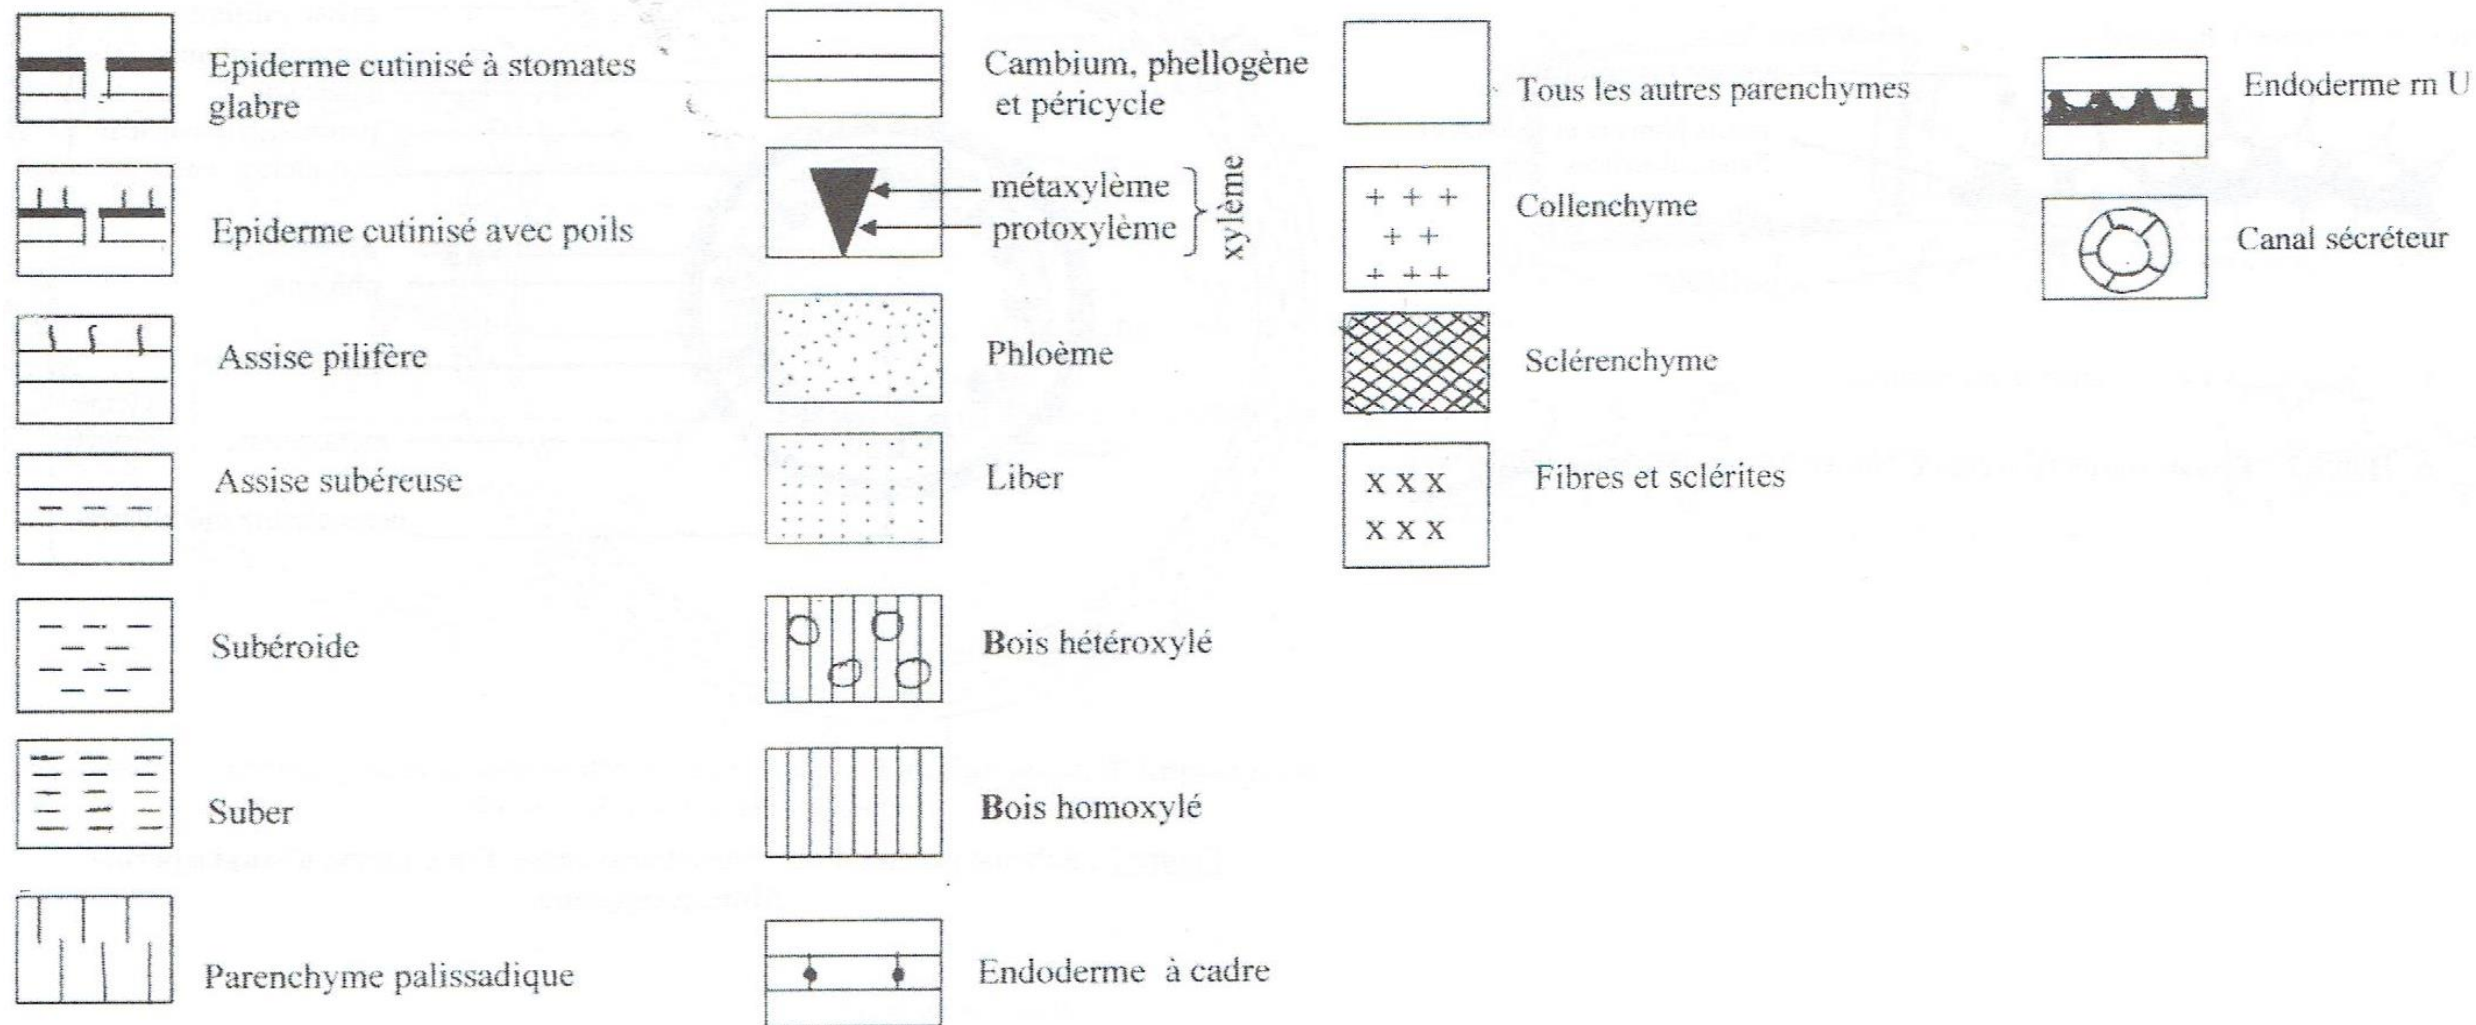 Epiderme cutinisé à stomates
glabre
Epiderme cutinisé avec poils
Assise pilifère
Assise subéreuse
Subéroide
Suber
Parenchyme palissadique
Cambium, phellogène
et péricycle
métaxylème
protoxylème
xylème
Phloème
Liber
Bois hétéroxylé
Bois homoxylé
Endoderme à cadre
Tous les autres parenchymes
+ + +
+ +
+ + +
Collenchyme
Sclérenchyme
x x x
x x x
Fibres et sclérites
Endoderme rn U
Canal sécréteur